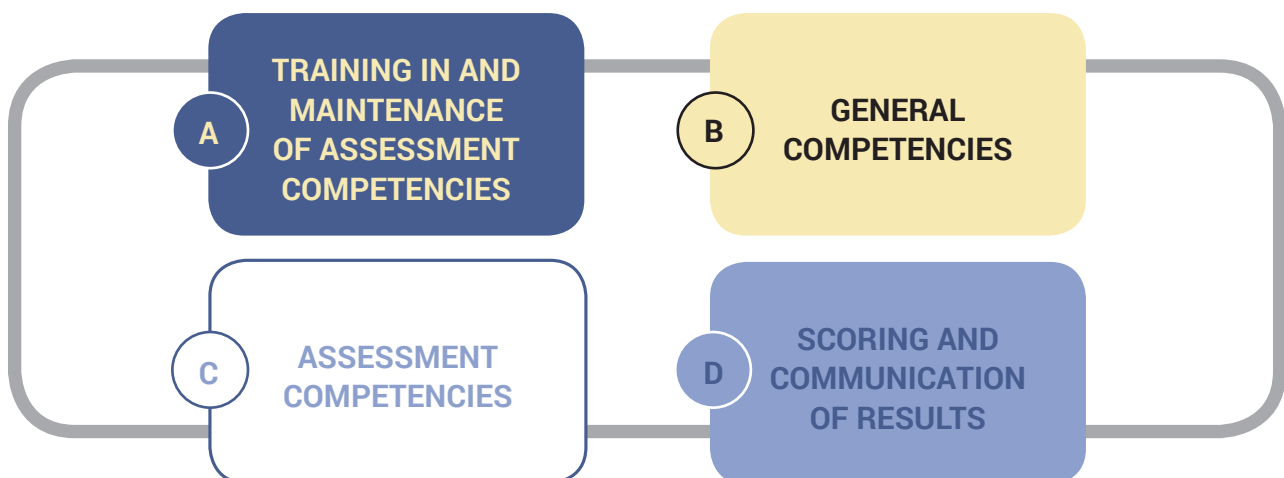 A
TRAINING IN AND
MAINTENANCE
OF ASSESSMENT
COMPETENCIES
B
GENERAL
COMPETENCIES
C
ASSESSMENT
COMPETENCIES
D
SCORING AND
COMMUNICATION
OF RESULTS